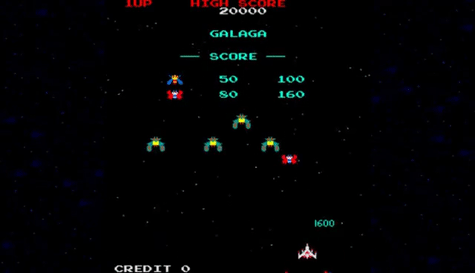 1UP HIGH SCORE
20000
GALAGA
— SCORE —
50 100
80 160
1600
CREDIT 0